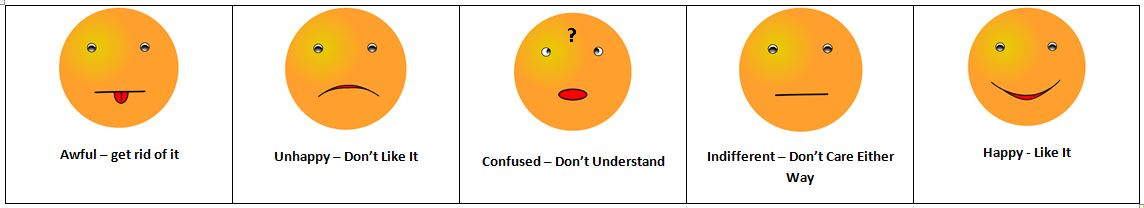 ?
Awful – get rid of it
Unhappy – Don't Like It
Confused – Don't Understand
Indifferent – Don't Care Either
Way
Happy - Like It